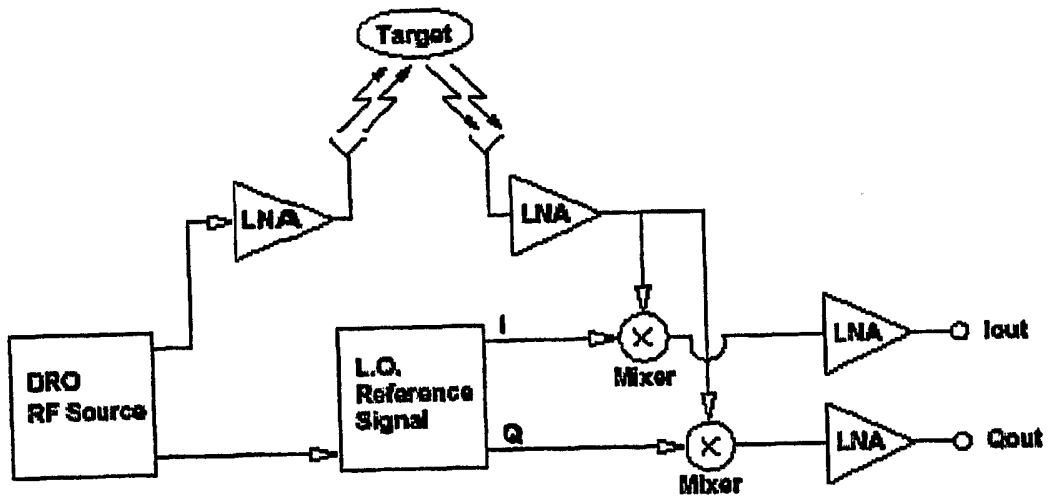 Target
LNA
LNA
I
LNA
Iout
DRO
RF Source
L.O.
Reference
Signal
Mixer
Q
LNA
Qout
Mixer